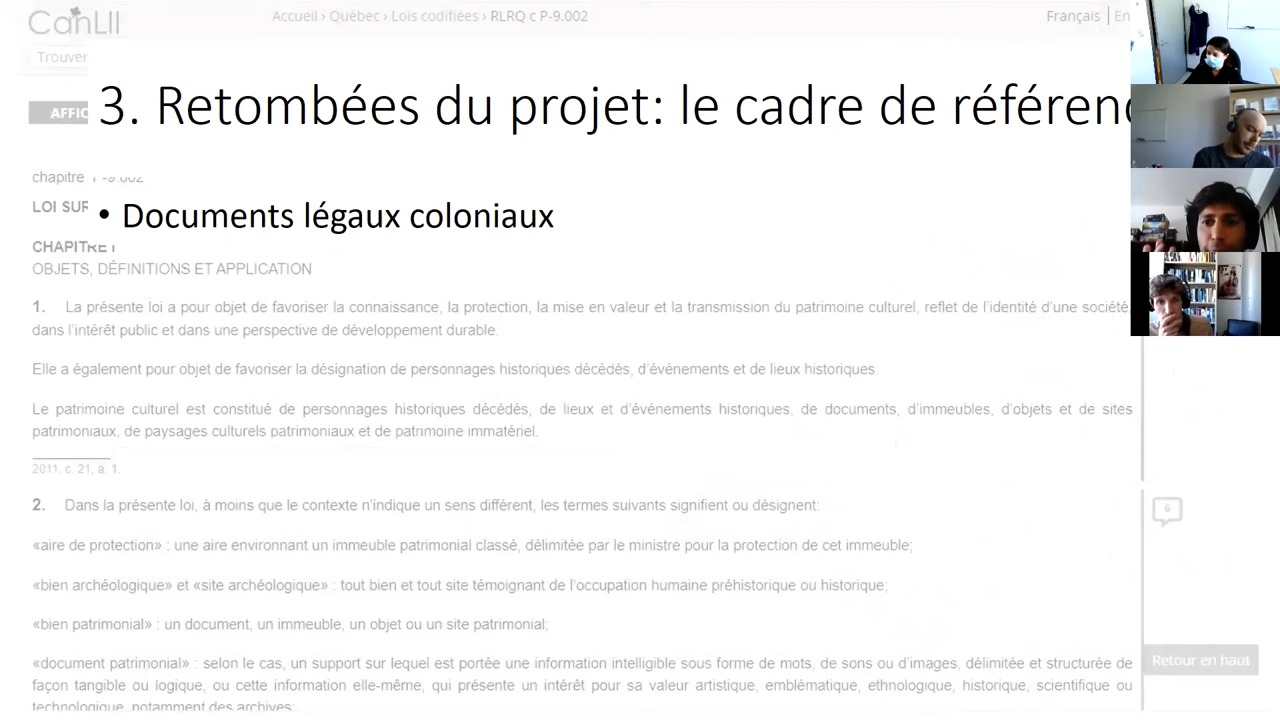 CanLII
Accueil › Québec › Lois codifiées › RLRQ c P-9.002
Français | En
Trouver
AFFIC
3. Retombées du projet: le cadre de référenc
chapitre P-9.002
LOI SUR
• Documents légaux coloniaux
CHAPITRE I
OBJETS, DÉFINITIONS ET APPLICATION
1. La présente loi a pour objet de favoriser la connaissance, la protection, la mise en valeur et la transmission du patrimoine culturel, reflet de l’identité d’une société,
dans l’intérêt public et dans une perspective de développement durable.
Elle a également pour objet de favoriser la désignation de personnages historiques décédés, d’événements et de lieux historiques.
Le patrimoine culturel est constitué de personnages historiques décédés, de lieux et d’événements historiques, de documents, d’immeubles, d’objets et de sites
patrimoniaux, de paysages culturels patrimoniaux et de patrimoine immatériel.
2011, c. 21, a. 1.
2. Dans la présente loi, à moins que le contexte n’indique un sens différent, les termes suivants signifient ou désignent:
«aire de protection» : une aire environnant un immeuble patrimonial classé, délimitée par le ministre pour la protection de cet immeuble;
«bien archéologique» et «site archéologique» : tout bien et tout site témoignant de l’occupation humaine préhistorique ou historique;
«bien patrimonial» : un document, un immeuble, un objet ou un site patrimonial;
«document patrimonial» : selon le cas, un support sur lequel est portée une information intelligible sous forme de mots, de sons ou d’images, délimitée et structurée de
façon tangible ou logique, ou cette information elle-même, qui présente un intérêt pour sa valeur artistique, emblématique, ethnologique, historique, scientifique ou
technologique, notamment des archives;
Retour en haut